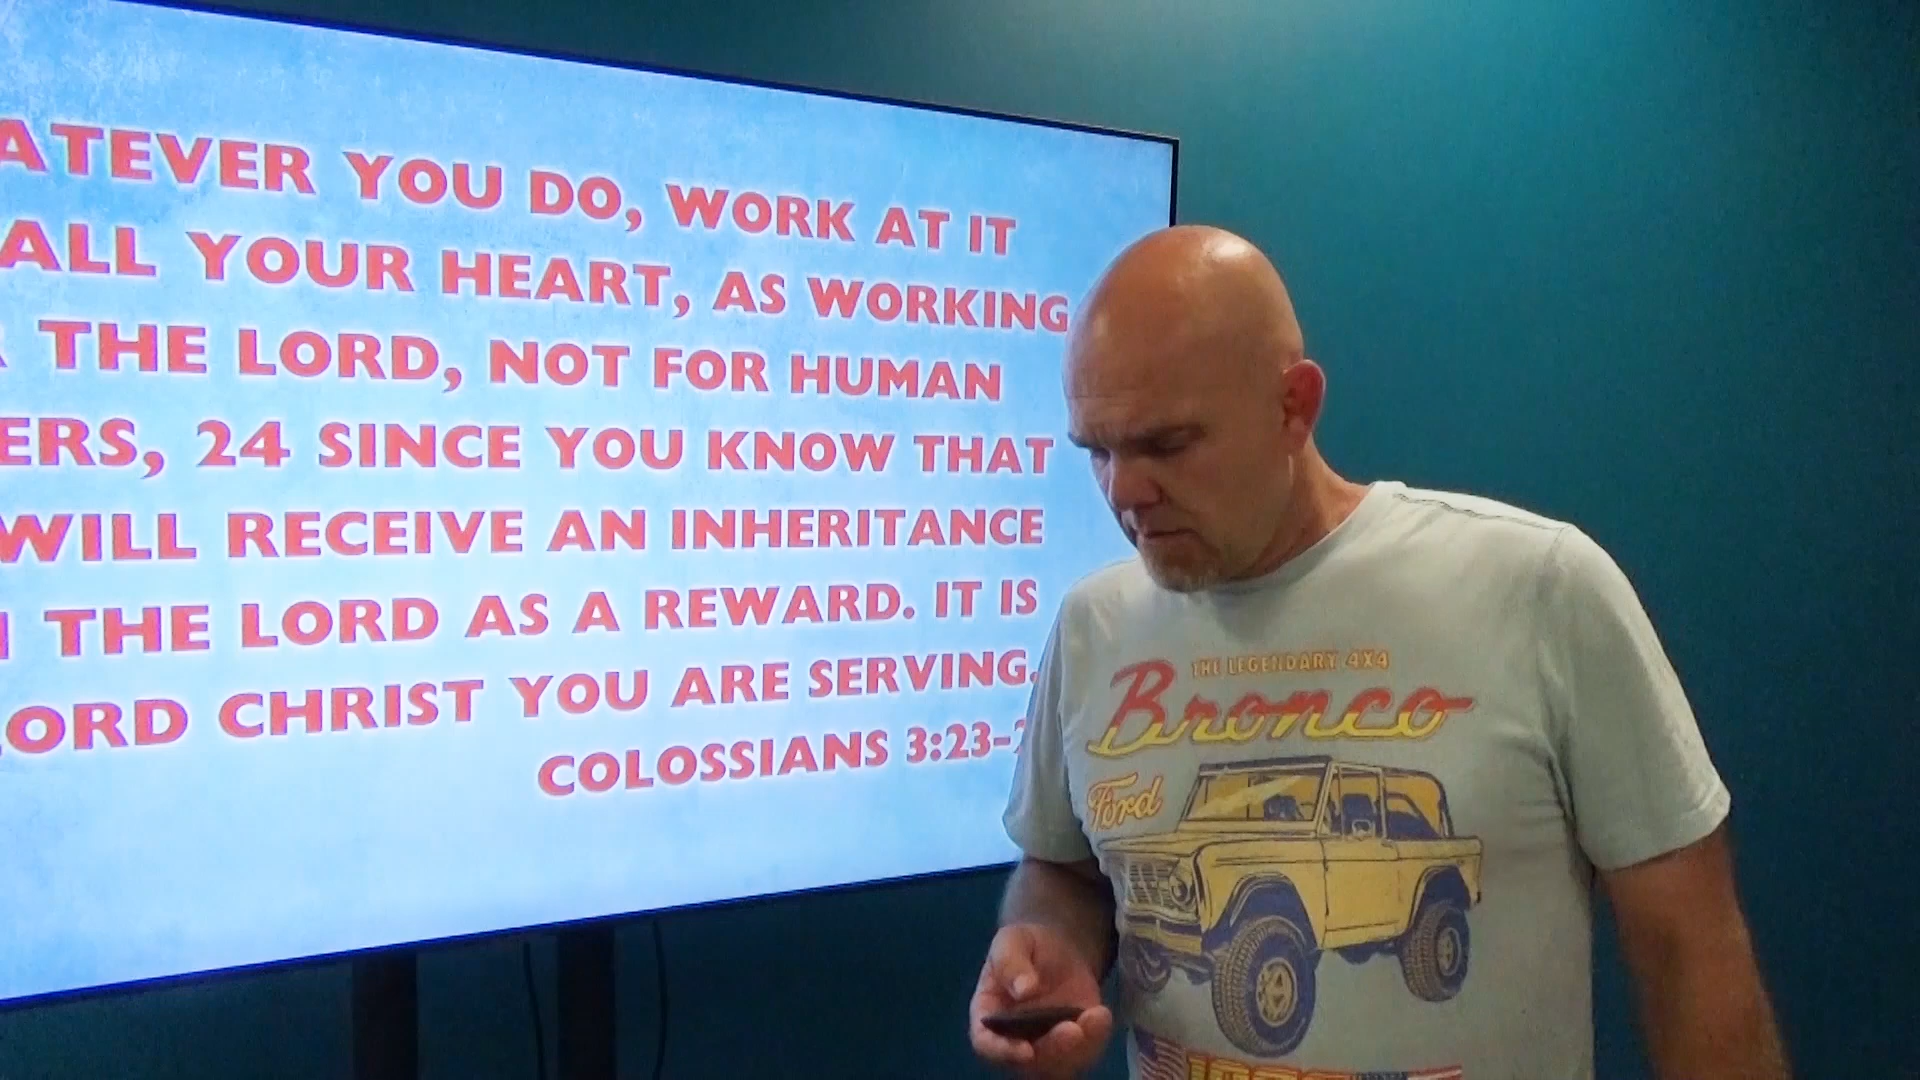 ATEVER YOU DO, WORK AT IT
ALL YOUR HEART, AS WORKING
THE LORD, NOT FOR HUMAN
ERS, 24 SINCE YOU KNOW THAT
WILL RECEIVE AN INHERITANCE
THE LORD AS A REWARD. IT IS
ORD CHRIST YOU ARE SERVING.
COLOSSIANS 3:23-
THE LEGENDARY 4X4
Bronco
Ford